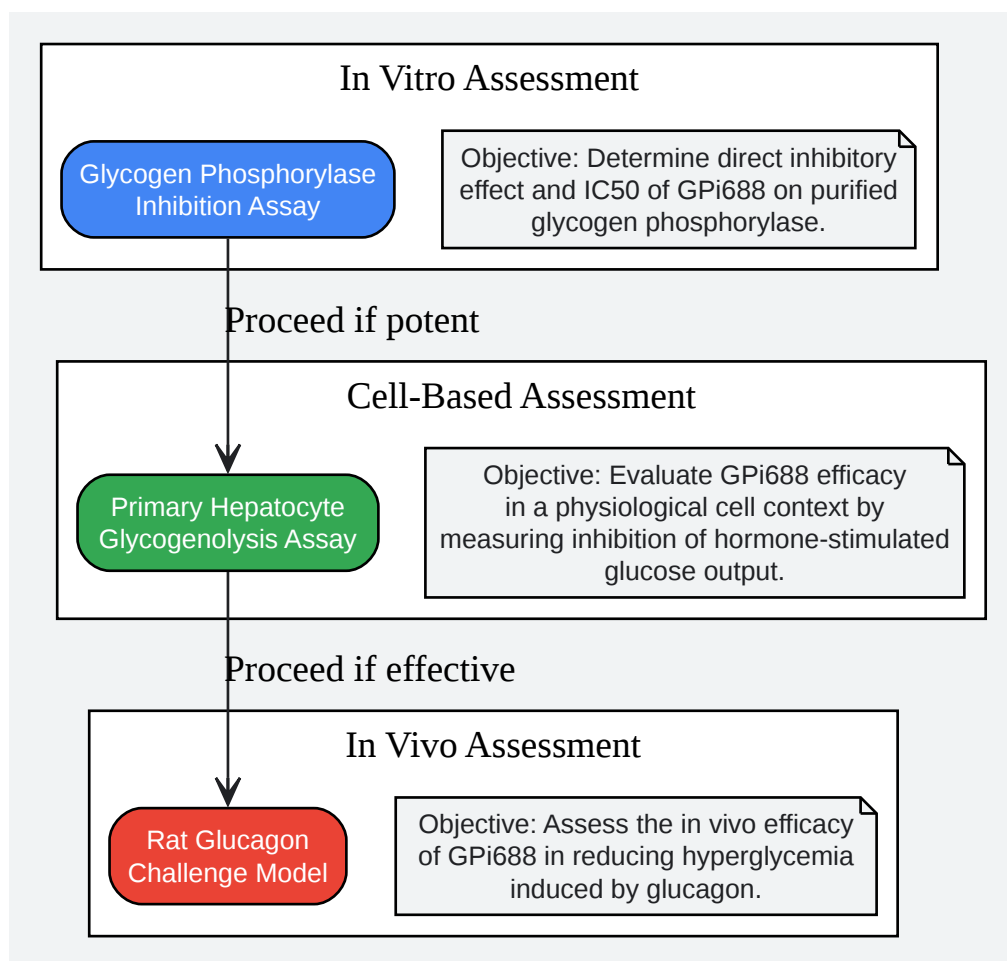 In Vitro Assessment
Glycogen Phosphorylase
Inhibition Assay
Objective: Determine direct inhibitory
effect and IC50 of GPi688 on purified
glycogen phosphorylase.
Proceed if potent
Cell-Based Assessment
Primary Hepatocyte
Glycogenolysis Assay
Objective: Evaluate GPi688 efficacy
in a physiological cell context by
measuring inhibition of hormone-stimulated
glucose output.
Proceed if effective
In Vivo Assessment
Rat Glucagon
Challenge Model
Objective: Assess the in vivo efficacy
of GPi688 in reducing hyperglycemia
induced by glucagon.